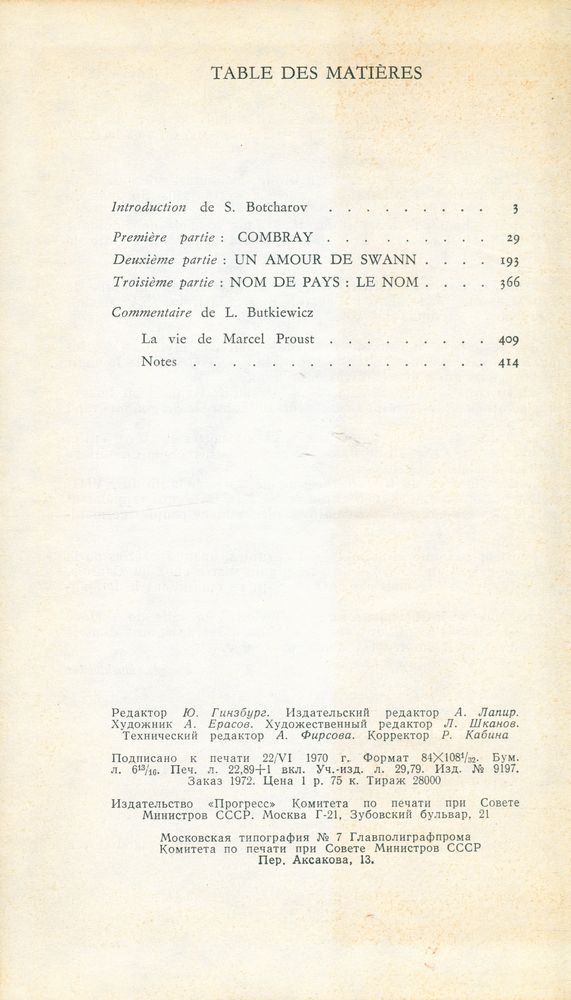 TABLE DES MATIÈRES
Introduction de S. Botcharov . . . . . . . . . 3
Première partie : COMBRAY . . . . . . . . . 29
Deuxième partie : UN AMOUR DE SWANN . . . . 193
Troisième partie : NOM DE PAYS : LE NOM . . . . 366
Commentaire de L. Butkiewicz
La vie de Marcel Proust . . . . . . . . . 409
Notes . . . . . . . . . . . . . . . . 414
Редактор Ю. Гинзбург. Издательский редактор А. Лапир.
Художник А. Ерасов. Художественный редактор Л. Шканов.
Технический редактор А. Фирсова. Корректор Р. Кабина
Подписано к печати 22/VI 1970 г. Формат 84×108¹/₃₂. Бум.
л. 6¹³/₁₆. Печ. л. 22,89+1 вкл. Уч.-изд. л. 29,79. Изд. № 9197.
Заказ 1972. Цена 1 р. 75 к. Тираж 28000
Издательство «Прогресс» Комитета по печати при Совете
Министров СССР. Москва Г-21, Зубовский бульвар, 21
Московская типография № 7 Главполиграфпрома
Комитета по печати при Совете Министров СССР
Пер. Аксакова, 13.